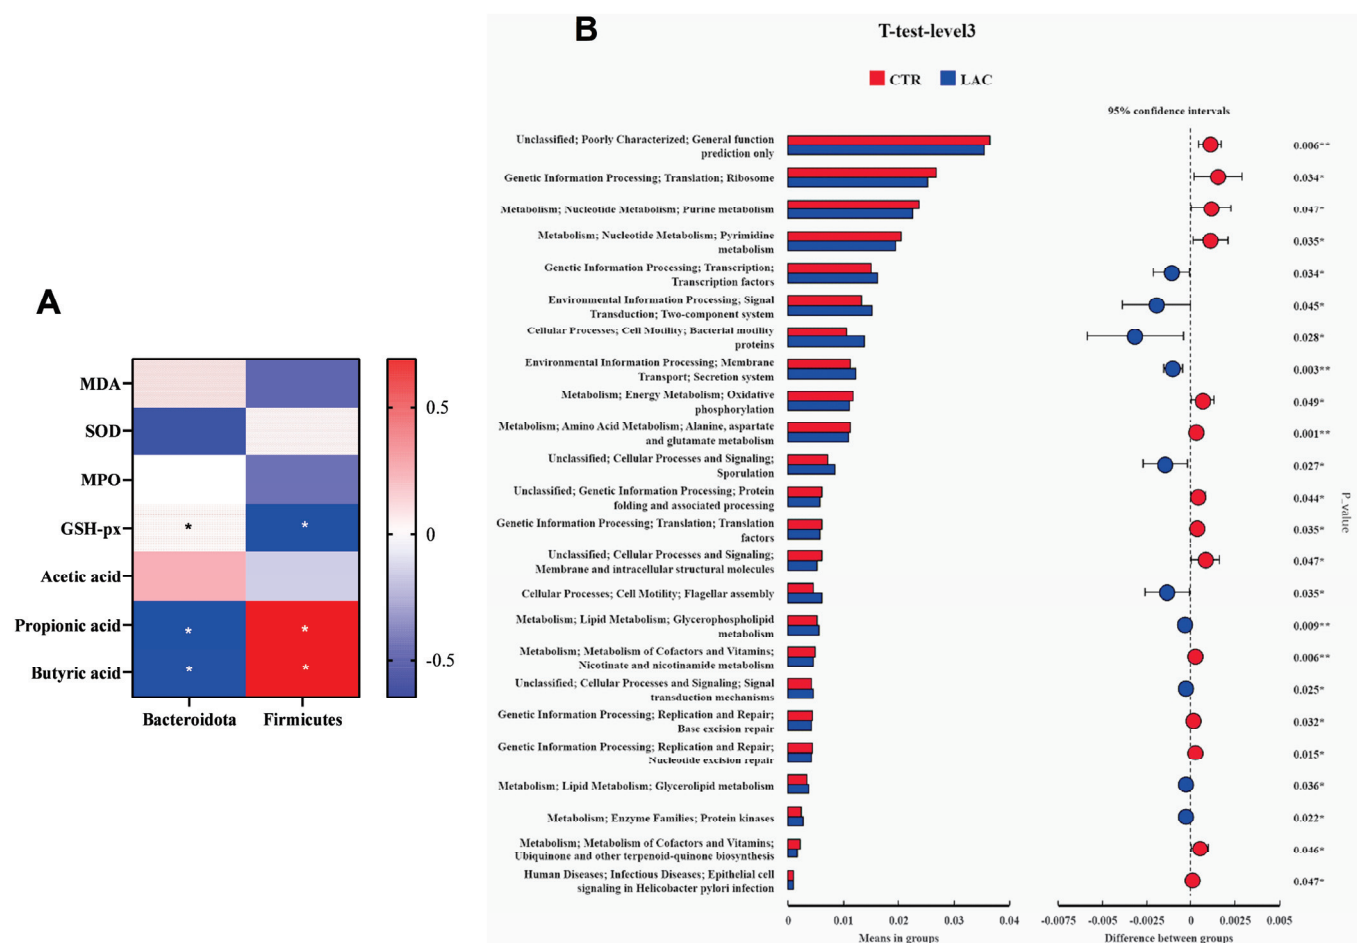 A
MDA
SOD
MPO
GSH-px
*
*
Acetic acid
Propionic acid
*
*
Butyric acid
*
*
Bacteroidota
Firmicutes
0.5
0
-0.5
B
T-test-level3
CTR
LAC
95% confidence intervals
Unclassified; Poorly Characterized; General function
prediction only
0.006**
Genetic Information Processing; Translation; Ribosome
0.034*
Metabolism; Nucleotide Metabolism; Purine metabolism
0.047*
Metabolism; Nucleotide Metabolism; Pyrimidine
metabolism
0.035*
Genetic Information Processing; Transcription;
Transcription factors
0.034*
Environmental Information Processing; Signal
Transduction; Two-component system
0.045*
Cellular Processes; Cell Motility; Bacterial motility
proteins
0.028*
Environmental Information Processing; Membrane
Transport; Secretion system
0.003**
Metabolism; Energy Metabolism; Oxidative
phosphorylation
0.049*
Metabolism; Amino Acid Metabolism; Alanine, aspartate
and glutamate metabolism
0.001**
Unclassified; Cellular Processes and Signaling;
Sporulation
0.027*
Unclassified; Genetic Information Processing; Protein
folding and associated processing
0.044*
Genetic Information Processing; Translation; Translation
factors
0.035*
Unclassified; Cellular Processes and Signaling;
Membrane and intracellular structural molecules
0.047*
Cellular Processes; Cell Motility; Flagellar assembly
0.035*
Metabolism; Lipid Metabolism; Glycerophospholipid
metabolism
0.009**
Metabolism; Metabolism of Cofactors and Vitamins;
Nicotinate and nicotinamide metabolism
0.006**
Unclassified; Cellular Processes and Signaling; Signal
transduction mechanisms
0.025*
Genetic Information Processing; Replication and Repair;
Base excision repair
0.032*
Genetic Information Processing; Replication and Repair;
Nucleotide excision repair
0.015*
Metabolism; Lipid Metabolism; Glycerolipid metabolism
0.036*
Metabolism; Enzyme Families; Protein kinases
0.022*
Metabolism; Metabolism of Cofactors and Vitamins;
Ubiquinone and other terpenoid-quinone biosynthesis
0.046*
Human Diseases; Infectious Diseases; Epithelial cell
signaling in Helicobacter pylori infection
0.047*
P_value
0 0.01 0.02 0.03 0.04
Means in groups
-0.0075 -0.005 -0.0025 0 0.0025 0.005
Difference between groups